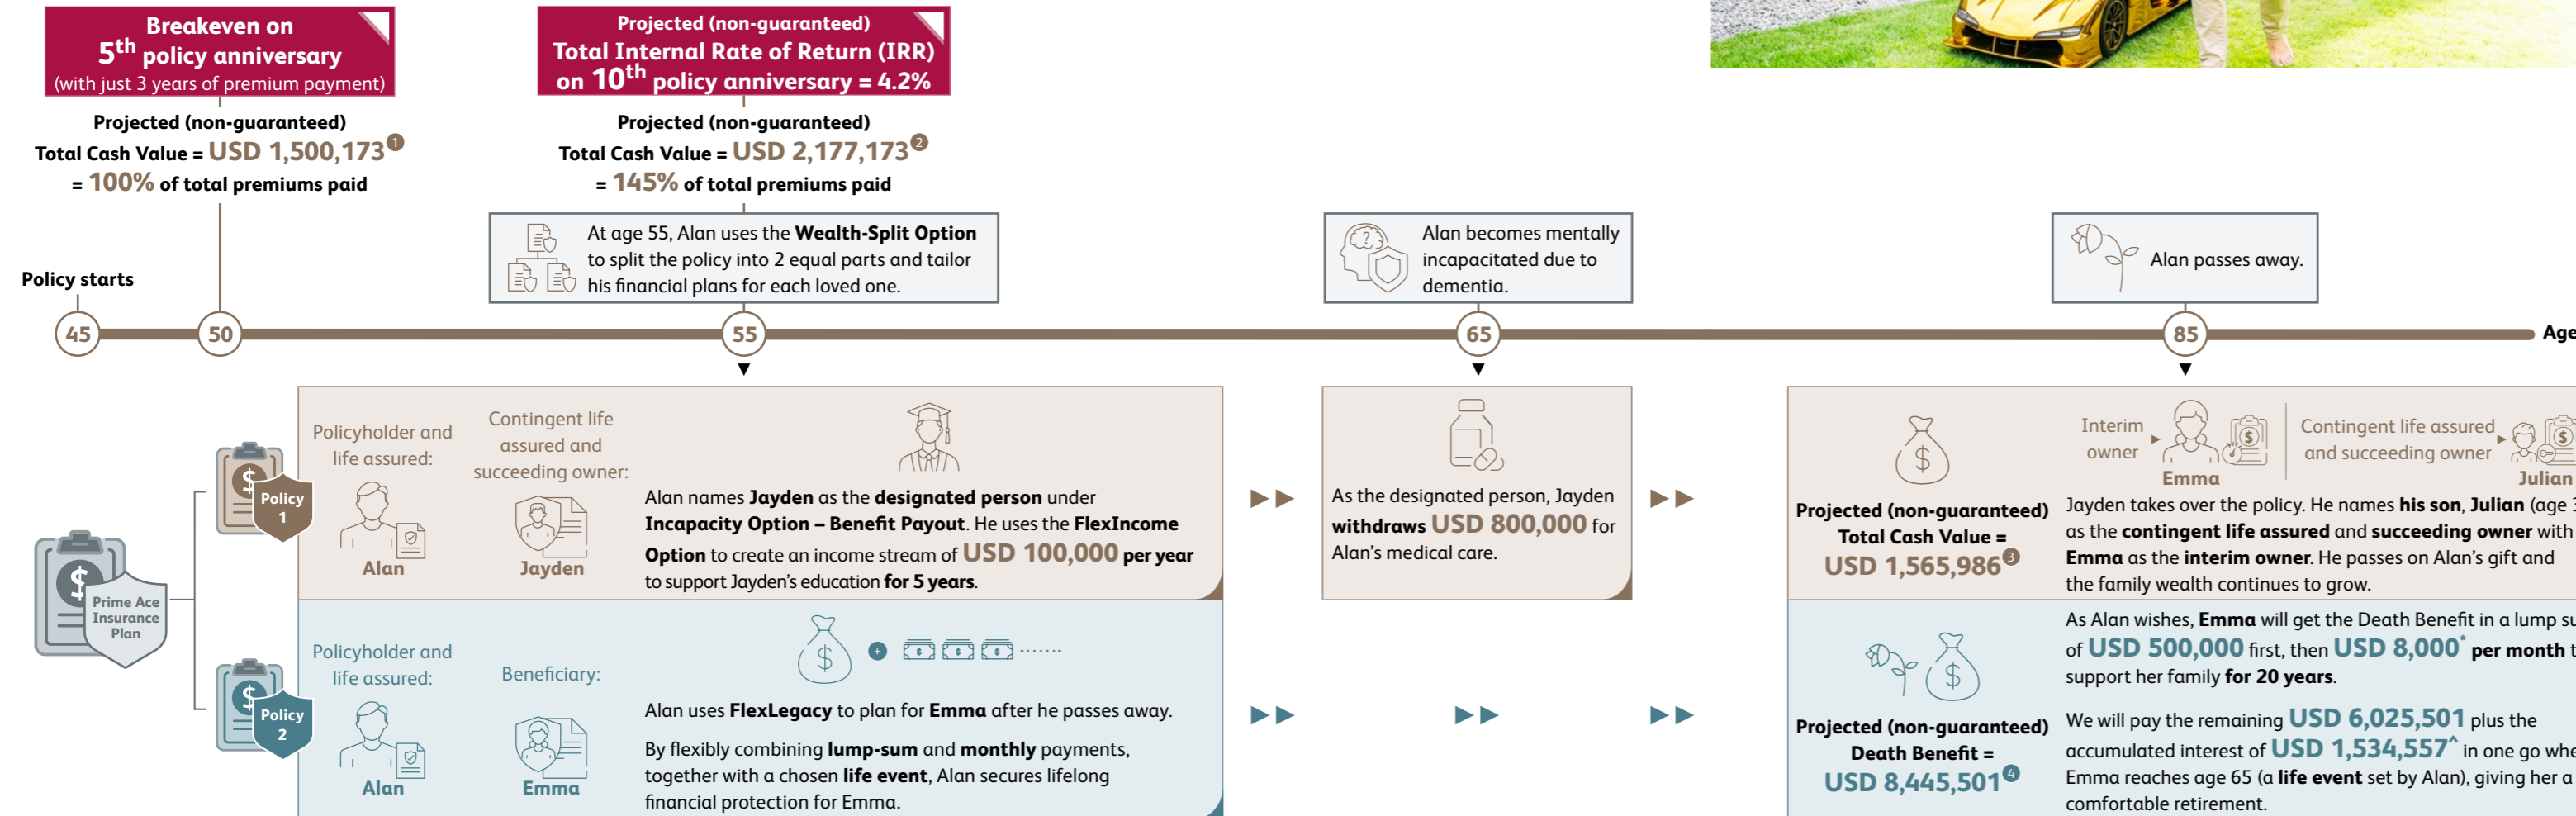 Breakeven on
5th policy anniversary
(with just 3 years of premium payment)
Projected (non-guaranteed)
Total Cash Value = USD 1,500,173 1
= 100% of total premiums paid
Projected (non-guaranteed)
Total Internal Rate of Return (IRR)
on 10th policy anniversary = 4.2%
Projected (non-guaranteed)
Total Cash Value = USD 2,177,173 2
= 145% of total premiums paid
At age 55, Alan uses the Wealth-Split Option
to split the policy into 2 equal parts and tailor
his financial plans for each loved one.
Alan becomes mentally
incapacitated due to
dementia.
Alan passes away.
Policy starts
45
50
55
65
85
Age
Prime Ace
Insurance
Plan
Policy
1
Policyholder and
life assured:
Alan
Contingent life
assured and
succeeding owner:
Jayden
Alan names Jayden as the designated person under
Incapacity Option – Benefit Payout. He uses the FlexIncome
Option to create an income stream of USD 100,000 per year
to support Jayden's education for 5 years.
As the designated person, Jayden
withdraws USD 800,000 for
Alan's medical care.
Projected (non-guaranteed)
Total Cash Value =
USD 1,565,986 3
Interim
owner
Emma
Contingent life assured
and succeeding owner
Julian
Jayden takes over the policy. He names his son, Julian (age 3
as the contingent life assured and succeeding owner with
Emma as the interim owner. He passes on Alan's gift and
the family wealth continues to grow.
Policy
2
Policyholder and
life assured:
Alan
Beneficiary:
Emma
Alan uses FlexLegacy to plan for Emma after he passes away.
By flexibly combining lump-sum and monthly payments,
together with a chosen life event, Alan secures lifelong
financial protection for Emma.
Projected (non-guaranteed)
Death Benefit =
USD 8,445,501 4
As Alan wishes, Emma will get the Death Benefit in a lump su
of USD 500,000 first, then USD 8,000* per month t
support her family for 20 years.
We will pay the remaining USD 6,025,501 plus the
accumulated interest of USD 1,534,557^ in one go whe
Emma reaches age 65 (a life event set by Alan), giving her a
comfortable retirement.